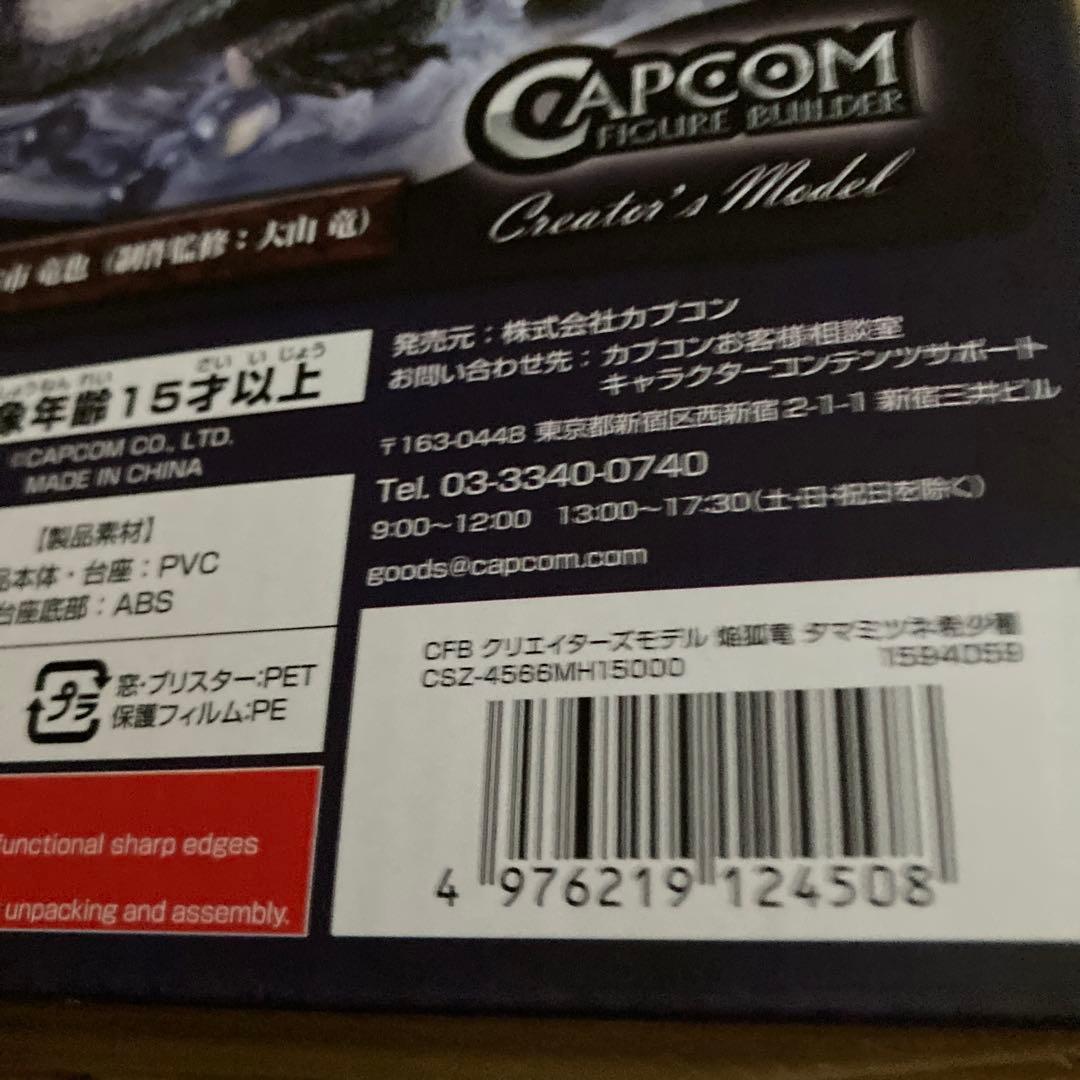 CAPCOM
FIGURE BUILDER
Creator's Model
市 竜也（制作監修：大山 竜）
しょうねんれい
さいいじょう
象年齢15才以上
©CAPCOM CO., LTD.
MADE IN CHINA
【製品素材】
品本体・台座：PVC
台座底部：ABS
プラ
窓・ブリスター:PET
保護フィルム:PE
functional sharp edges
unpacking and assembly.
発売元：株式会社カプコン
お問い合わせ先：カプコンお客様相談室
キャラクターコンテンツサポート
〒163-0448 東京都新宿区西新宿2-1-1 新宿三井ビル
Tel. 03-3340-0740
9:00〜12:00 13:00〜17:30(土・日・祝日を除く)
goods@capcom.com
CFB クリエイターズモデル 焔狐竜 タマミツネ希少種
CSZ-4566MH15000 1594059
4 976219 124508